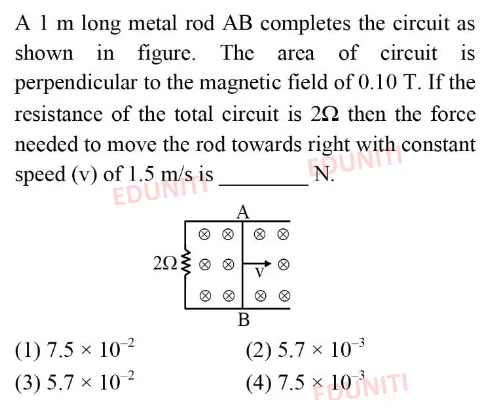 A 1 m long metal rod AB completes the circuit as
shown in figure. The area of circuit is
perpendicular to the magnetic field of 0.10 T. If the
resistance of the total circuit is 2Ω then the force
needed to move the rod towards right with constant
speed (v) of 1.5 m/s is _________ N.
EDUNITI
EDUNITI
A
2Ω
v
B
(1) 7.5 × 10⁻² (2) 5.7 × 10⁻³
(3) 5.7 × 10⁻² (4) 7.5 × 10⁻³
EDUNITI